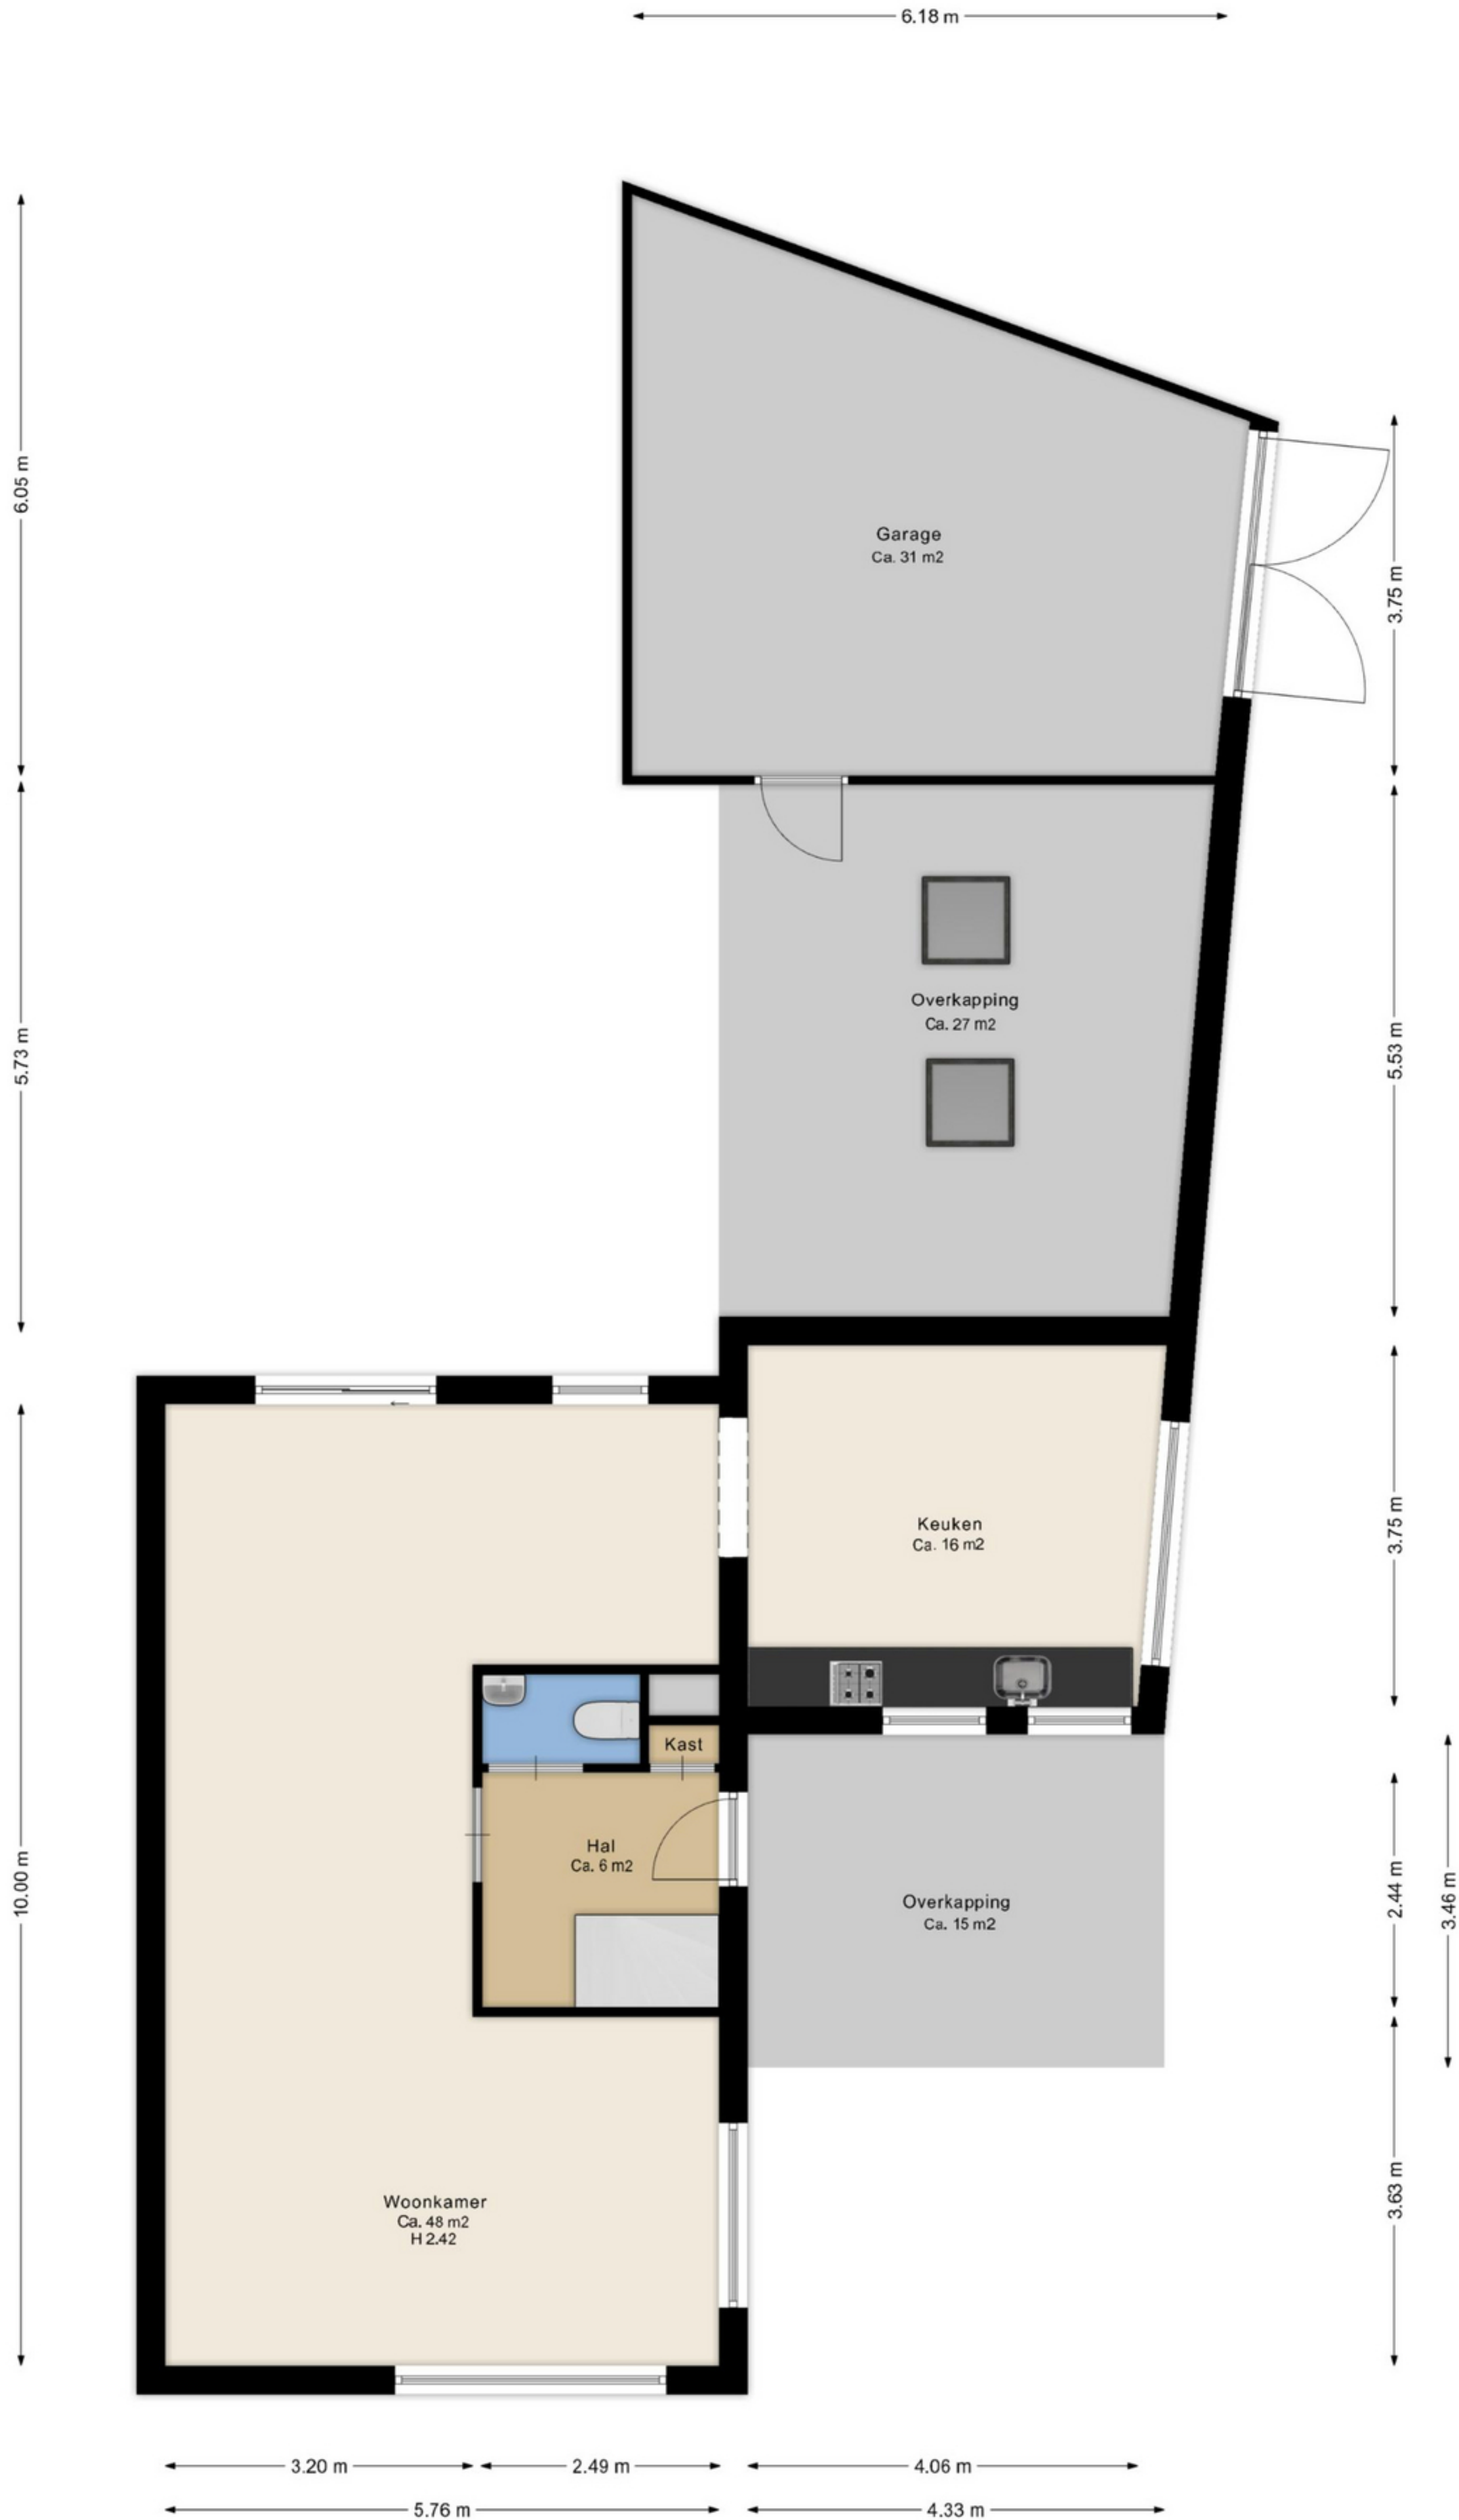 6.18 m
6.05 m
Garage
Ca. 31 m2
3.75 m
5.73 m
Overkapping
Ca. 27 m2
5.53 m
Keuken
Ca. 16 m2
3.75 m
Kast
Hal
Ca. 6 m2
10.00 m
Overkapping
Ca. 15 m2
2.44 m
3.46 m
Woonkamer
Ca. 48 m2
H 2.42
3.63 m
3.20 m
2.49 m
4.06 m
5.76 m
4.33 m